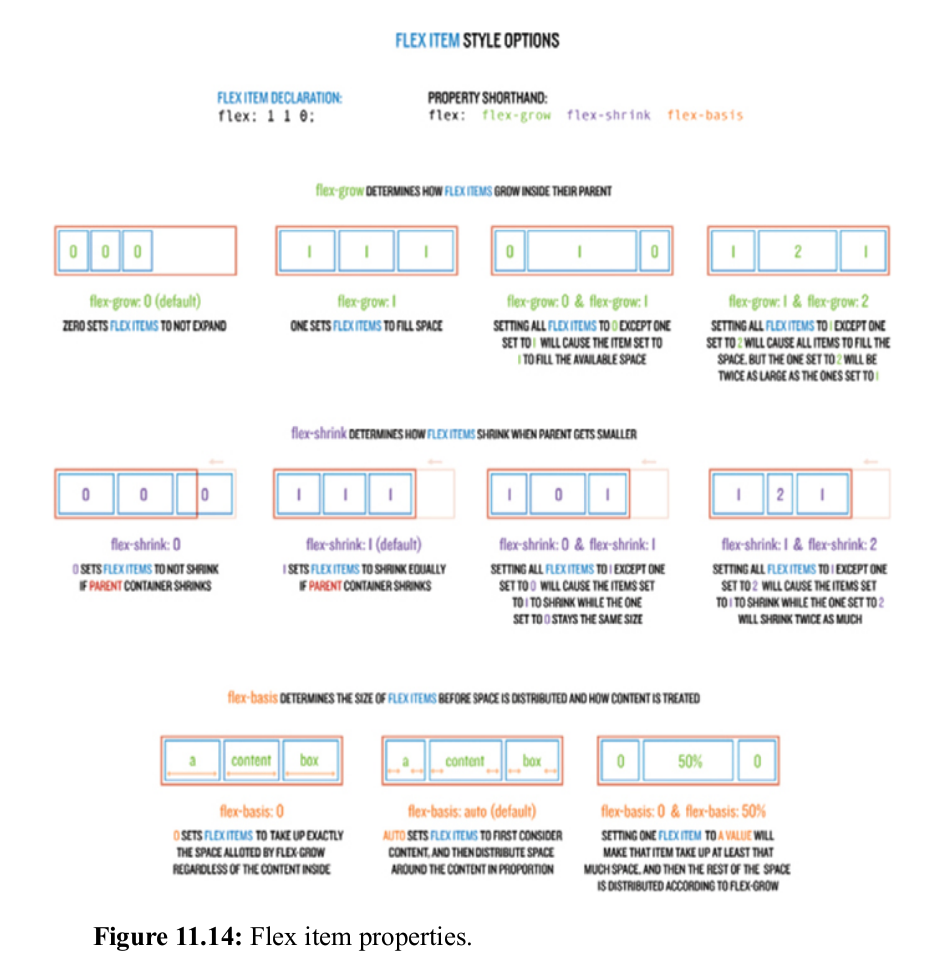 FLEX ITEM STYLE OPTIONS
FLEX ITEM DECLARATION:
flex: 1 1 0;
PROPERTY SHORTHAND:
flex: flex-grow flex-shrink flex-basis
flex-grow DETERMINES HOW FLEX ITEMS GROW INSIDE THEIR PARENT
0 0 0
flex-grow: 0 (default)
ZERO SETS FLEX ITEMS TO NOT EXPAND
1 1 1
flex-grow: 1
ONE SETS FLEX ITEMS TO FILL SPACE
0 1 0
flex-grow: 0 & flex-grow: 1
SETTING ALL FLEX ITEMS TO 0 EXCEPT ONE
SET TO 1 WILL CAUSE THE ITEM SET TO
1 TO FILL THE AVAILABLE SPACE
1 2 1
flex-grow: 1 & flex-grow: 2
SETTING ALL FLEX ITEMS TO 1 EXCEPT ONE
SET TO 2 WILL CAUSE ALL ITEMS TO FILL THE
SPACE, BUT THE ONE SET TO 2 WILL BE
TWICE AS LARGE AS THE ONES SET TO 1
flex-shrink DETERMINES HOW FLEX ITEMS SHRINK WHEN PARENT GETS SMALLER
0 0 0
flex-shrink: 0
0 SETS FLEX ITEMS TO NOT SHRINK
IF PARENT CONTAINER SHRINKS
1 1 1
flex-shrink: 1 (default)
1 SETS FLEX ITEMS TO SHRINK EQUALLY
IF PARENT CONTAINER SHRINKS
1 0 1
flex-shrink: 0 & flex-shrink: 1
SETTING ALL FLEX ITEMS TO 1 EXCEPT ONE
SET TO 0 WILL CAUSE THE ITEMS SET
TO 1 TO SHRINK WHILE THE ONE
SET TO 0 STAYS THE SAME SIZE
1 2 1
flex-shrink: 1 & flex-shrink: 2
SETTING ALL FLEX ITEMS TO 1 EXCEPT ONE
SET TO 2 WILL CAUSE THE ITEMS SET
TO 1 TO SHRINK WHILE THE ONE SET TO 2
WILL SHRINK TWICE AS MUCH
flex-basis DETERMINES THE SIZE OF FLEX ITEMS BEFORE SPACE IS DISTRIBUTED AND HOW CONTENT IS TREATED
a content box
flex-basis: 0
0 SETS FLEX ITEMS TO TAKE UP EXACTLY
THE SPACE ALLOTED BY FLEX-GROW
REGARDLESS OF THE CONTENT INSIDE
a content box
flex-basis: auto (default)
AUTO SETS FLEX ITEMS TO FIRST CONSIDER
CONTENT, AND THEN DISTRIBUTE SPACE
AROUND THE CONTENT IN PROPORTION
0 50% 0
flex-basis: 0 & flex-basis: 50%
SETTING ONE FLEX ITEM TO A VALUE WILL
MAKE THAT ITEM TAKE UP AT LEAST THAT
MUCH SPACE, AND THEN THE REST OF THE SPACE
IS DISTRIBUTED ACCORDING TO FLEX-GROW
Figure 11.14: Flex item properties.